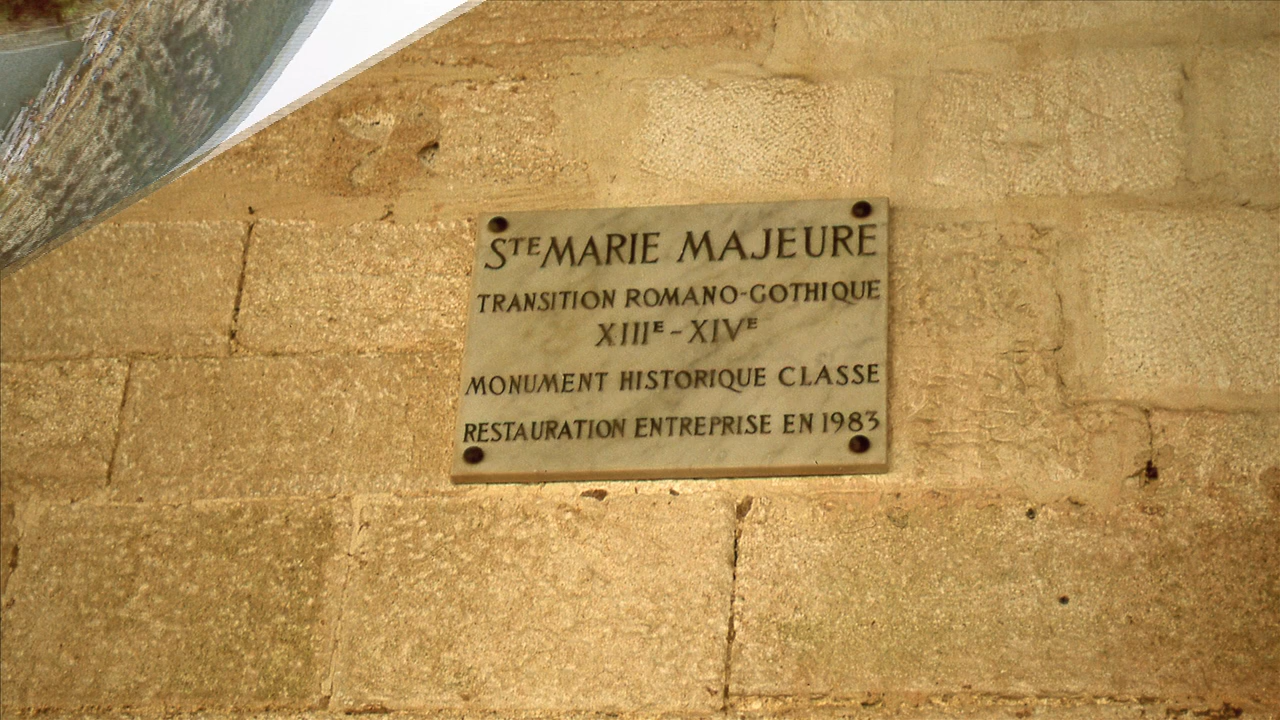 STE MARIE MAJEURE
TRANSITION ROMANO-GOTHIQUE
XIIIE-XIVE
MONUMENT HISTORIQUE CLASSE
RESTAURATION ENTREPRISE EN 1983